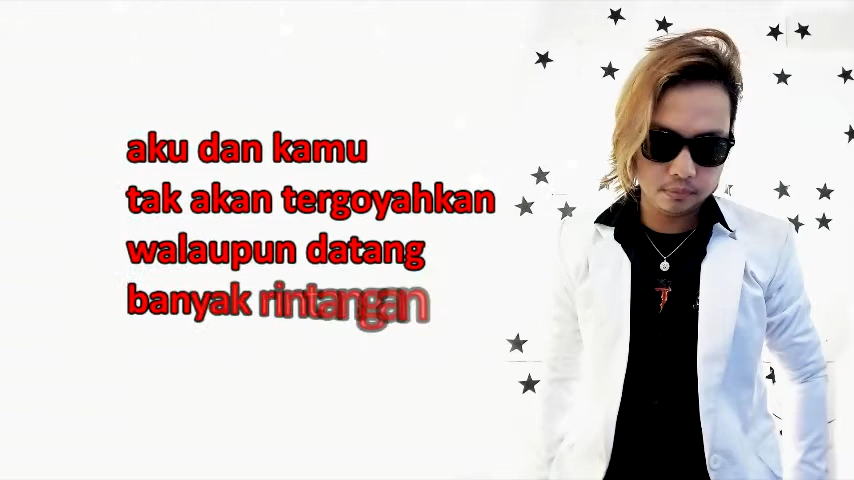 aku dan kamu
tak akan tergoyahkan
walaupun datang
banyak rintangan